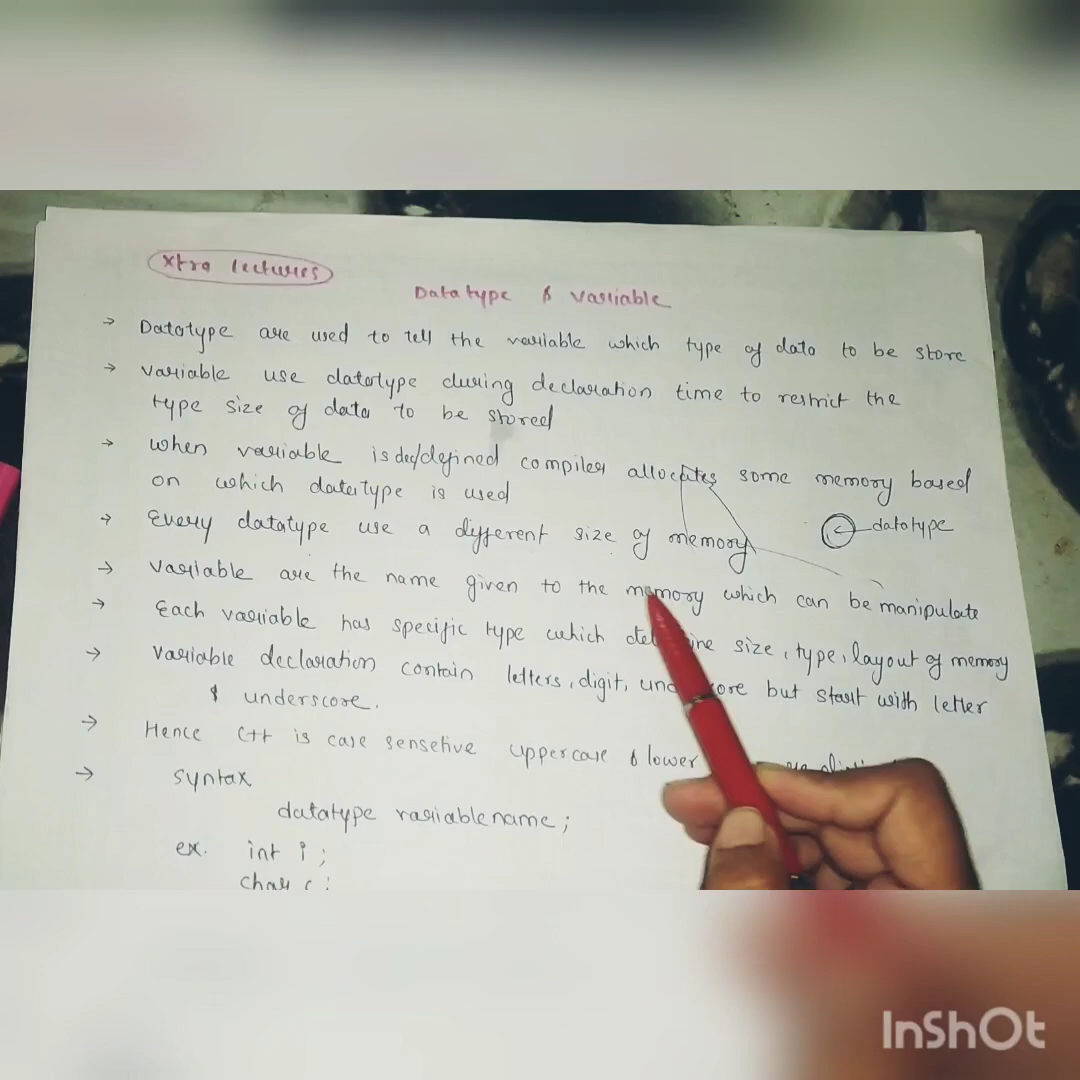 Xtra lectures
Datatype & variable
→ Datatype are used to tell the variable which type of data to be store
→ variable use datatype during declaration time to restrict the
type size of data to be stored
→ when variable is dec/defined compiler allocates some memory based
on which datatype is used
→ Every datatype use a different size of memory
datatype
→ variable are the name given to the memory which can be manipulate
→ Each variable has specific type which size, type, layout of memory
→ variable declaration contain letters, digit, but start with letter
& underscore.
→ Hence C++ is case sensetive uppercase & lower
→ syntax
datatype variablename;
ex. int i;
char c;
InShOt